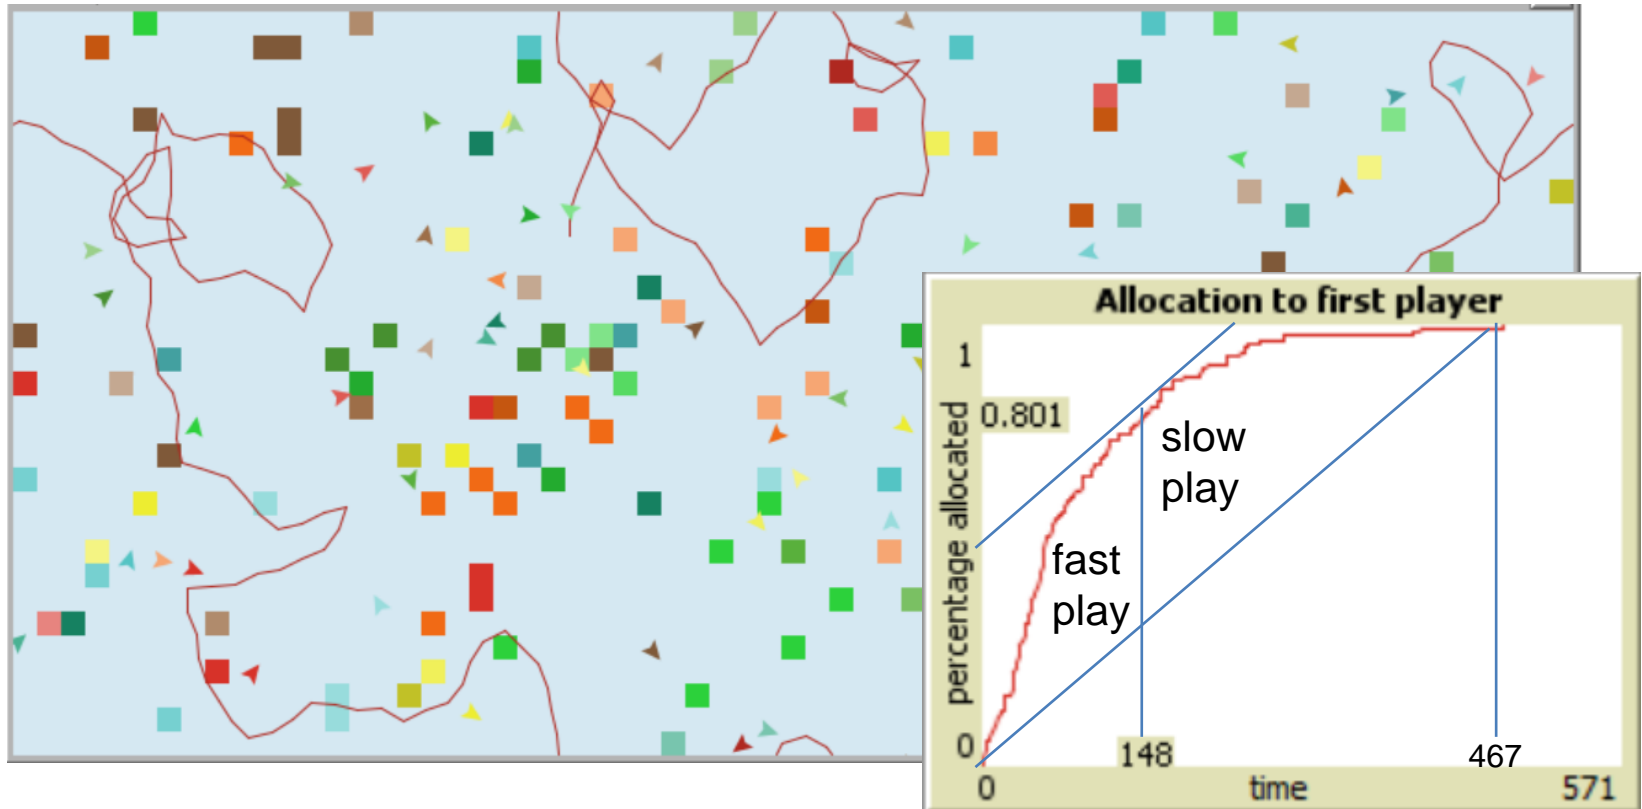 Allocation to first player
1
0.801
slow
play
percentage allocated
fast
play
0
148
467
0
time
571